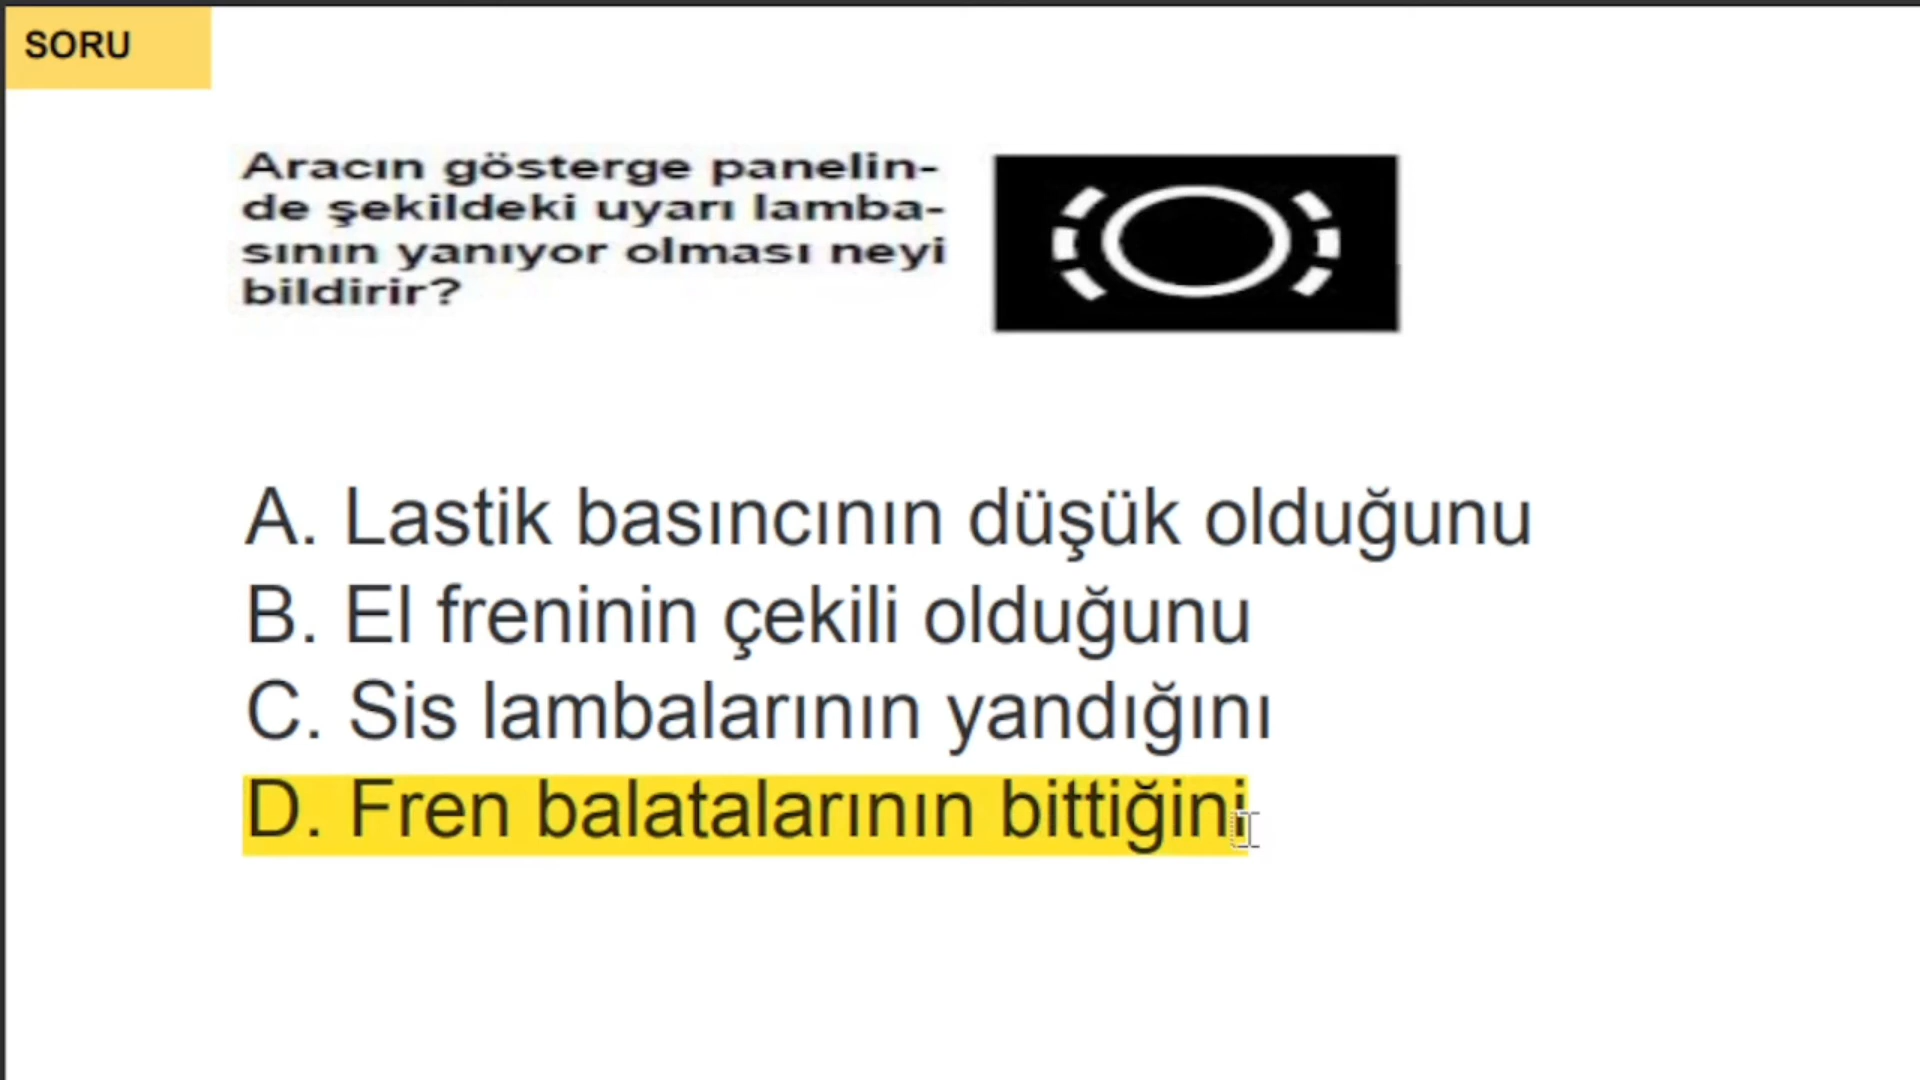 SORU
Aracın gösterge panelin-
de şekildeki uyarı lamba-
sının yanıyor olması neyi
bildirir?
A. Lastik basıncının düşük olduğunu
B. El freninin çekili olduğunu
C. Sis lambalarının yandığını
D. Fren balatalarının bittiğini